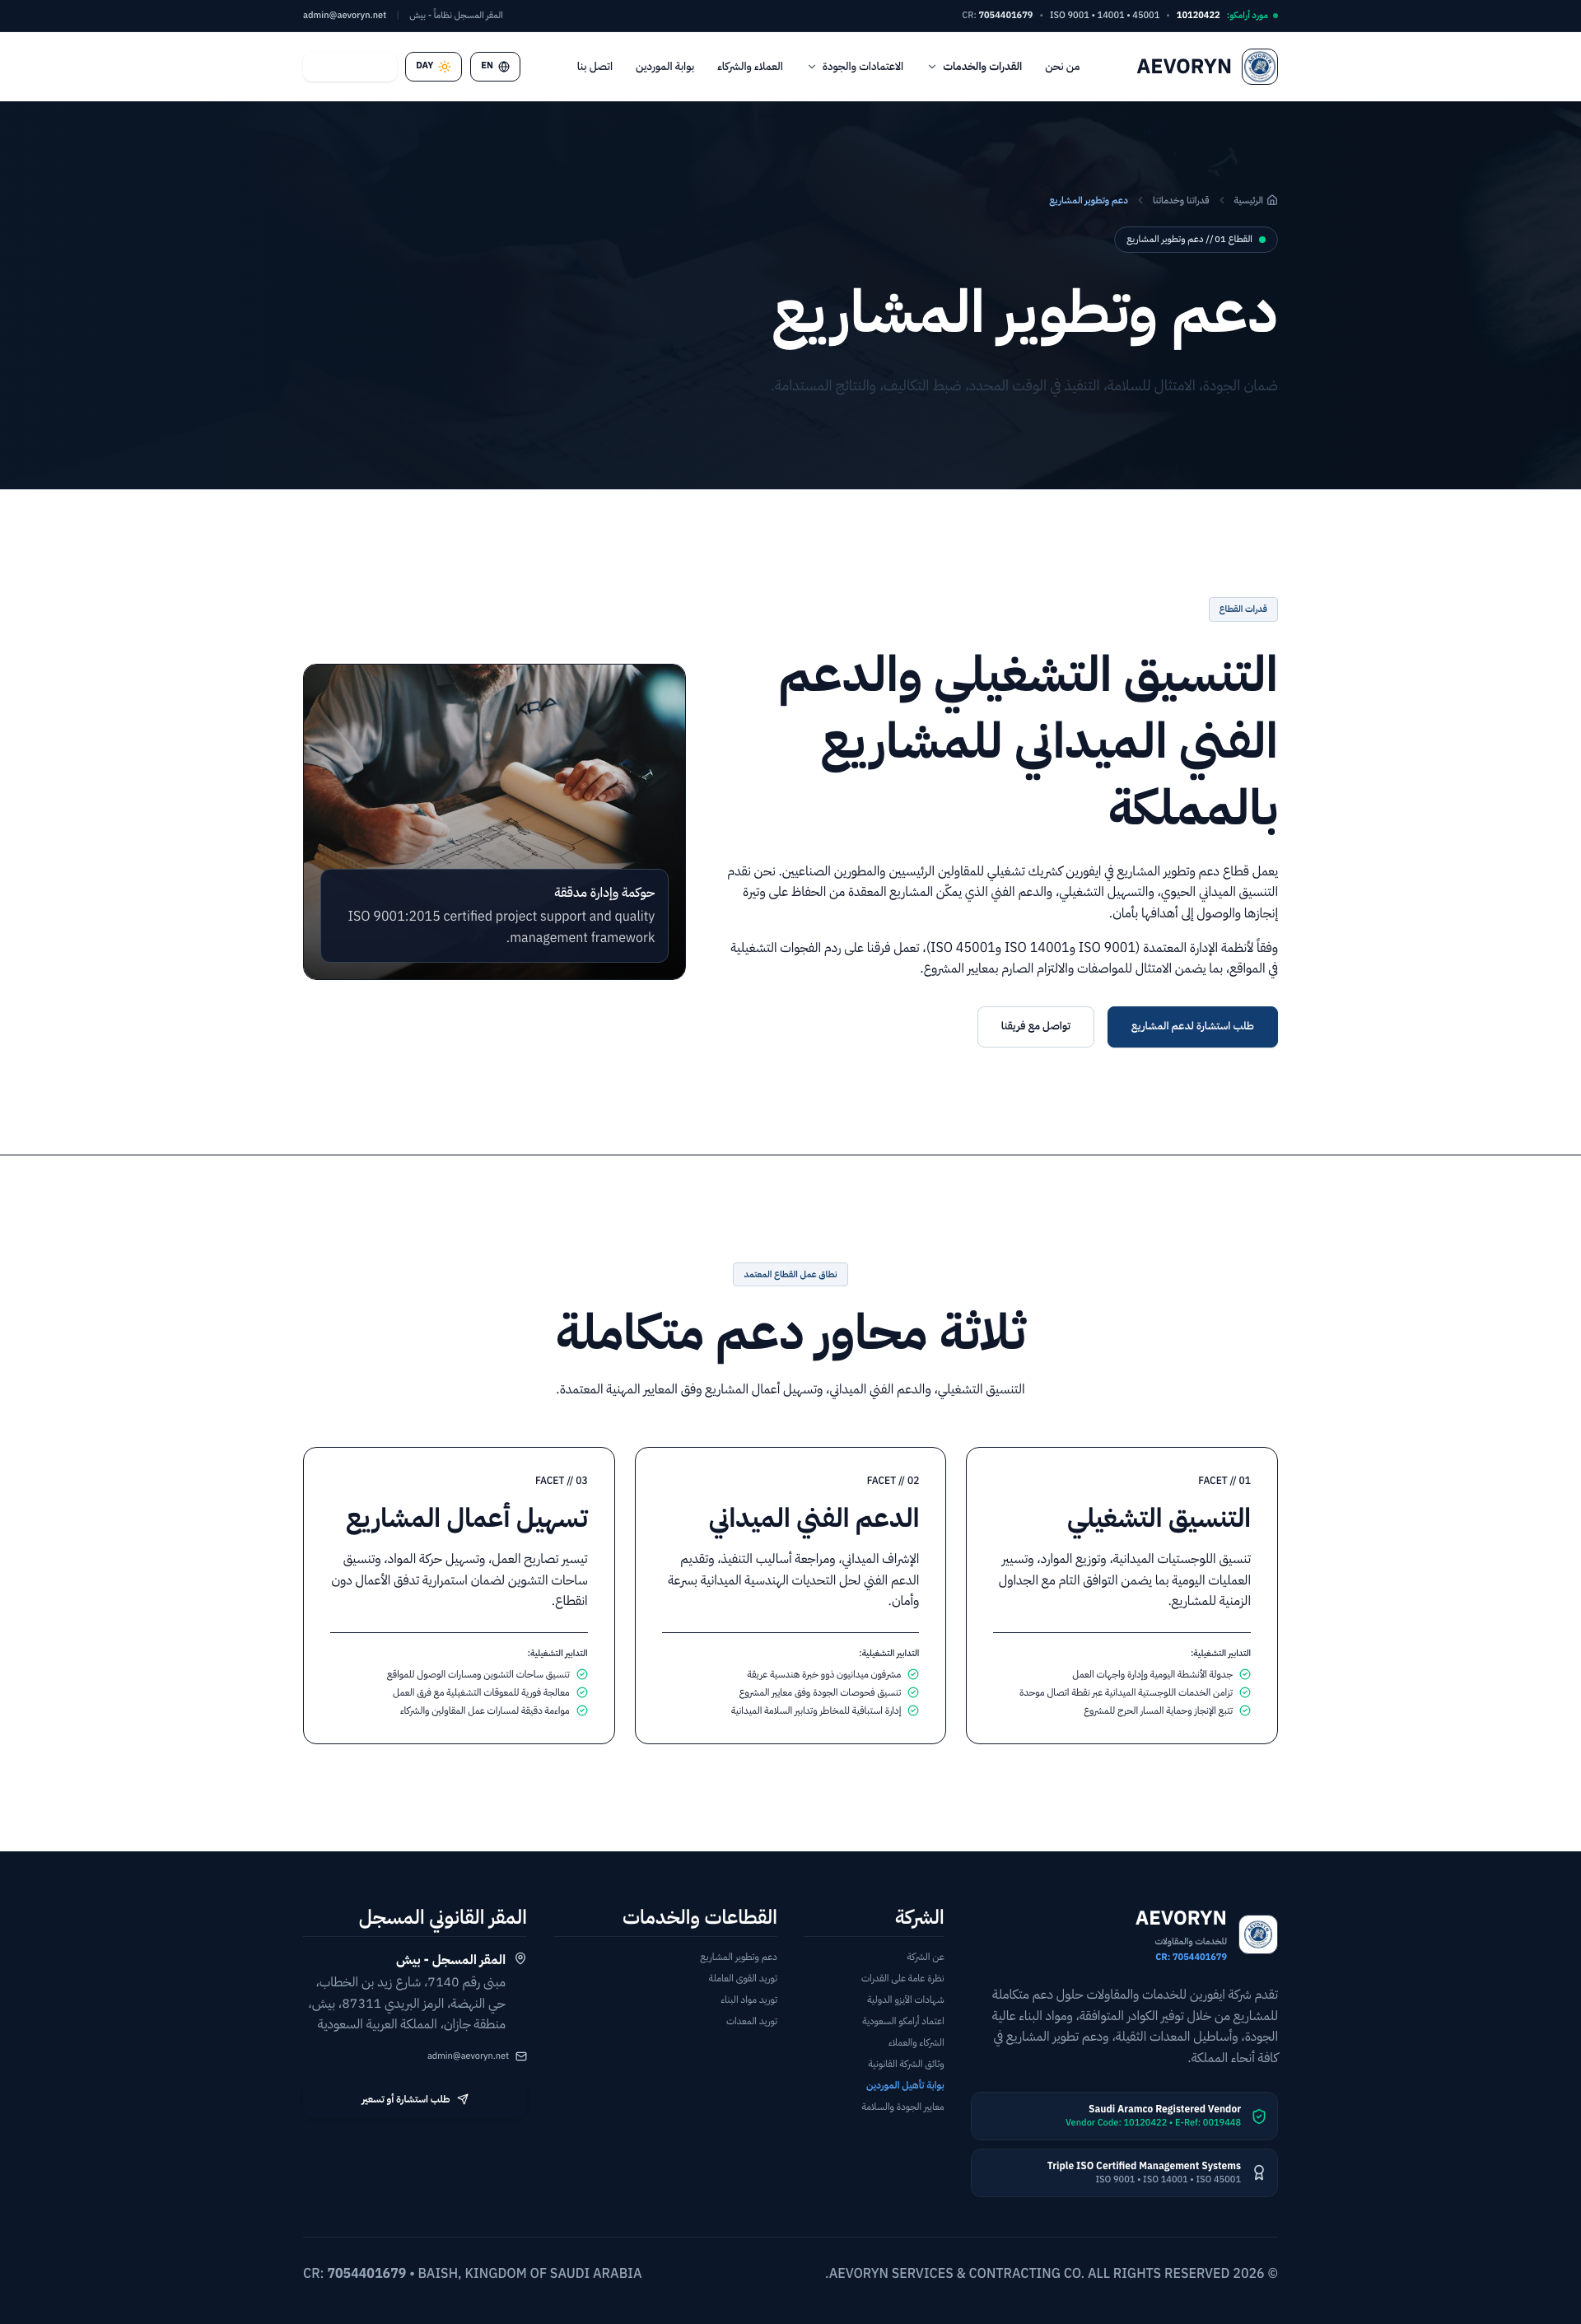 مورد أرامكو: 10120422 • ISO 9001 • 14001 • 45001 • CR: 7054401679
المقر المسجل نظاماً - بيش | admin@aevoryn.net
AEVORYN
من نحن
القدرات والخدمات
الاعتمادات والجودة
العملاء والشركاء
بوابة الموردين
اتصل بنا
EN
DAY
الرئيسية
قدراتنا وخدماتنا
دعم وتطوير المشاريع
القطاع 01 // دعم وتطوير المشاريع
دعم وتطوير المشاريع
ضمان الجودة، الامتثال للسلامة، التنفيذ في الوقت المحدد، ضبط التكاليف، والنتائج المستدامة.
قدرات القطاع
التنسيق التشغيلي والدعم
الفني الميداني للمشاريع
بالمملكة
يعمل قطاع دعم وتطوير المشاريع في ايفورين كشريك تشغيلي للمقاولين الرئيسيين والمطورين الصناعيين. نحن نقدم
التنسيق الميداني الحيوي، والتسهيل التشغيلي، والدعم الفني الذي يمكّن المشاريع المعقدة من الحفاظ على وتيرة
إنجازها والوصول إلى أهدافها بأمان.
وفقاً لأنظمة الإدارة المعتمدة (ISO 9001 وISO 14001 وISO 45001)، تعمل فرقنا على ردم الفجوات التشغيلية
في المواقع، بما يضمن الامتثال للمواصفات والالتزام الصارم بمعايير المشروع.
طلب استشارة لدعم المشاريع
تواصل مع فريقنا
KRA
حوكمة وإدارة مدققة
ISO 9001:2015 certified project support and quality
management framework.
نطاق عمل القطاع المعتمد
ثلاثة محاور دعم متكاملة
التنسيق التشغيلي، والدعم الفني الميداني، وتسهيل أعمال المشاريع وفق المعايير المهنية المعتمدة.
FACET // 01
التنسيق التشغيلي
تنسيق اللوجستيات الميدانية، وتوزيع الموارد، وتسيير
العمليات اليومية بما يضمن التوافق التام مع الجداول
الزمنية للمشاريع.
التدابير التشغيلية:
جدولة الأنشطة اليومية وإدارة واجهات العمل
تزامن الخدمات اللوجستية الميدانية عبر نقطة اتصال موحدة
تتبع الإنجاز وحماية المسار الحرج للمشروع
FACET // 02
الدعم الفني الميداني
الإشراف الميداني، ومراجعة أساليب التنفيذ، وتقديم
الدعم الفني لحل التحديات الهندسية الميدانية بسرعة
وأمان.
التدابير التشغيلية:
مشرفون ميدانيون ذوو خبرة هندسية عريقة
تنسيق فحوصات الجودة وفق معايير المشروع
إدارة استباقية للمخاطر وتدابير السلامة الميدانية
FACET // 03
تسهيل أعمال المشاريع
تيسير تصاريح العمل، وتسهيل حركة المواد، وتنسيق
ساحات التشوين لضمان استمرارية تدفق الأعمال دون
انقطاع.
التدابير التشغيلية:
تنسيق ساحات التشوين ومسارات الوصول للمواقع
معالجة فورية للمعوقات التشغيلية مع فرق العمل
مواءمة دقيقة لمسارات عمل المقاولين والشركاء
AEVORYN
للخدمات والمقاولات
CR: 7054401679
تقدم شركة ايفورين للخدمات والمقاولات حلول دعم متكاملة
للمشاريع من خلال توفير الكوادر المتوافقة، ومواد البناء عالية
الجودة، وأساطيل المعدات الثقيلة، ودعم تطوير المشاريع في
كافة أنحاء المملكة.
Saudi Aramco Registered Vendor
Vendor Code: 10120422 • E-Ref: 0019448
Triple ISO Certified Management Systems
ISO 9001 • ISO 14001 • ISO 45001
الشركة
عن الشركة
نظرة عامة على القدرات
شهادات الآيزو الدولية
اعتماد أرامكو السعودية
الشركاء والعملاء
وثائق الشركة القانونية
بوابة تأهيل الموردين
معايير الجودة والسلامة
القطاعات والخدمات
دعم وتطوير المشاريع
توريد القوى العاملة
توريد مواد البناء
توريد المعدات
المقر القانوني المسجل
المقر المسجل - بيش
مبنى رقم 7140، شارع زيد بن الخطاب،
حي النهضة، الرمز البريدي 87311، بيش،
منطقة جازان، المملكة العربية السعودية
admin@aevoryn.net
طلب استشارة أو تسعير
© 2026 AEVORYN SERVICES & CONTRACTING CO. ALL RIGHTS RESERVED.
CR: 7054401679 • BAISH, KINGDOM OF SAUDI ARABIA